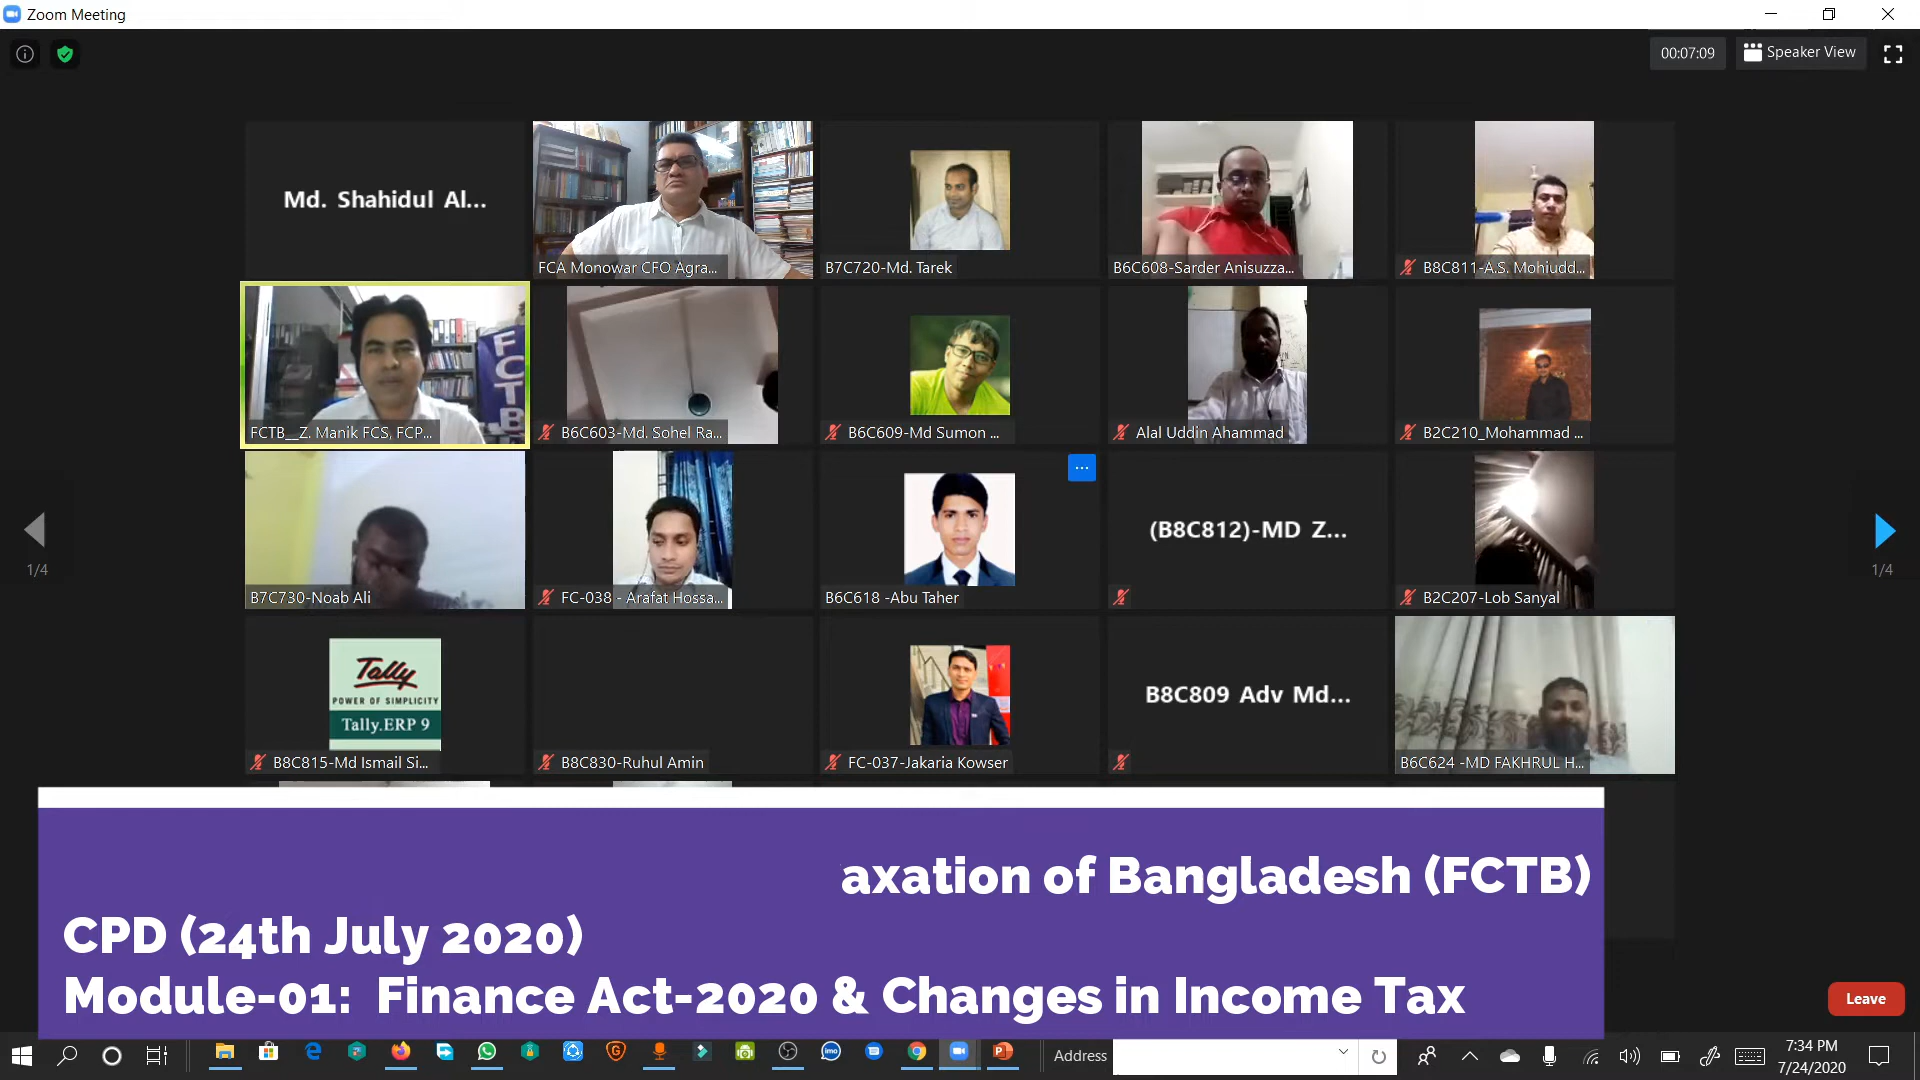 Zoom Meeting
00:07:09
Speaker View
Md. Shahidul Al...
FCA Monowar CFO Agra...
B7C720-Md. Tarek
B6C608-Sarder Anisuzza...
B8C811-A.S. Mohiudd...
FCTB
FCTB__Z. Manik FCS, FCP...
B6C603-Md. Sohel Ra...
B6C609-Md Sumon ...
Alal Uddin Ahammad
B2C210_Mohammad ...
B7C730-Noab Ali
FC-038 - Arafat Hossa...
B6C618 -Abu Taher
(B8C812)-MD Z...
B2C207-Lob Sanyal
1/4
1/4
Tally
POWER OF SIMPLICITY
Tally.ERP 9
B8C815-Md Ismail Si...
B8C830-Ruhul Amin
FC-037-Jakaria Kowser
B8C809 Adv Md...
B6C624 -MD FAKHRUL H...
axation of Bangladesh (FCTB)
CPD (24th July 2020)
Module-01: Finance Act-2020 & Changes in Income Tax
Leave
imo
Address
7:34 PM
7/24/2020